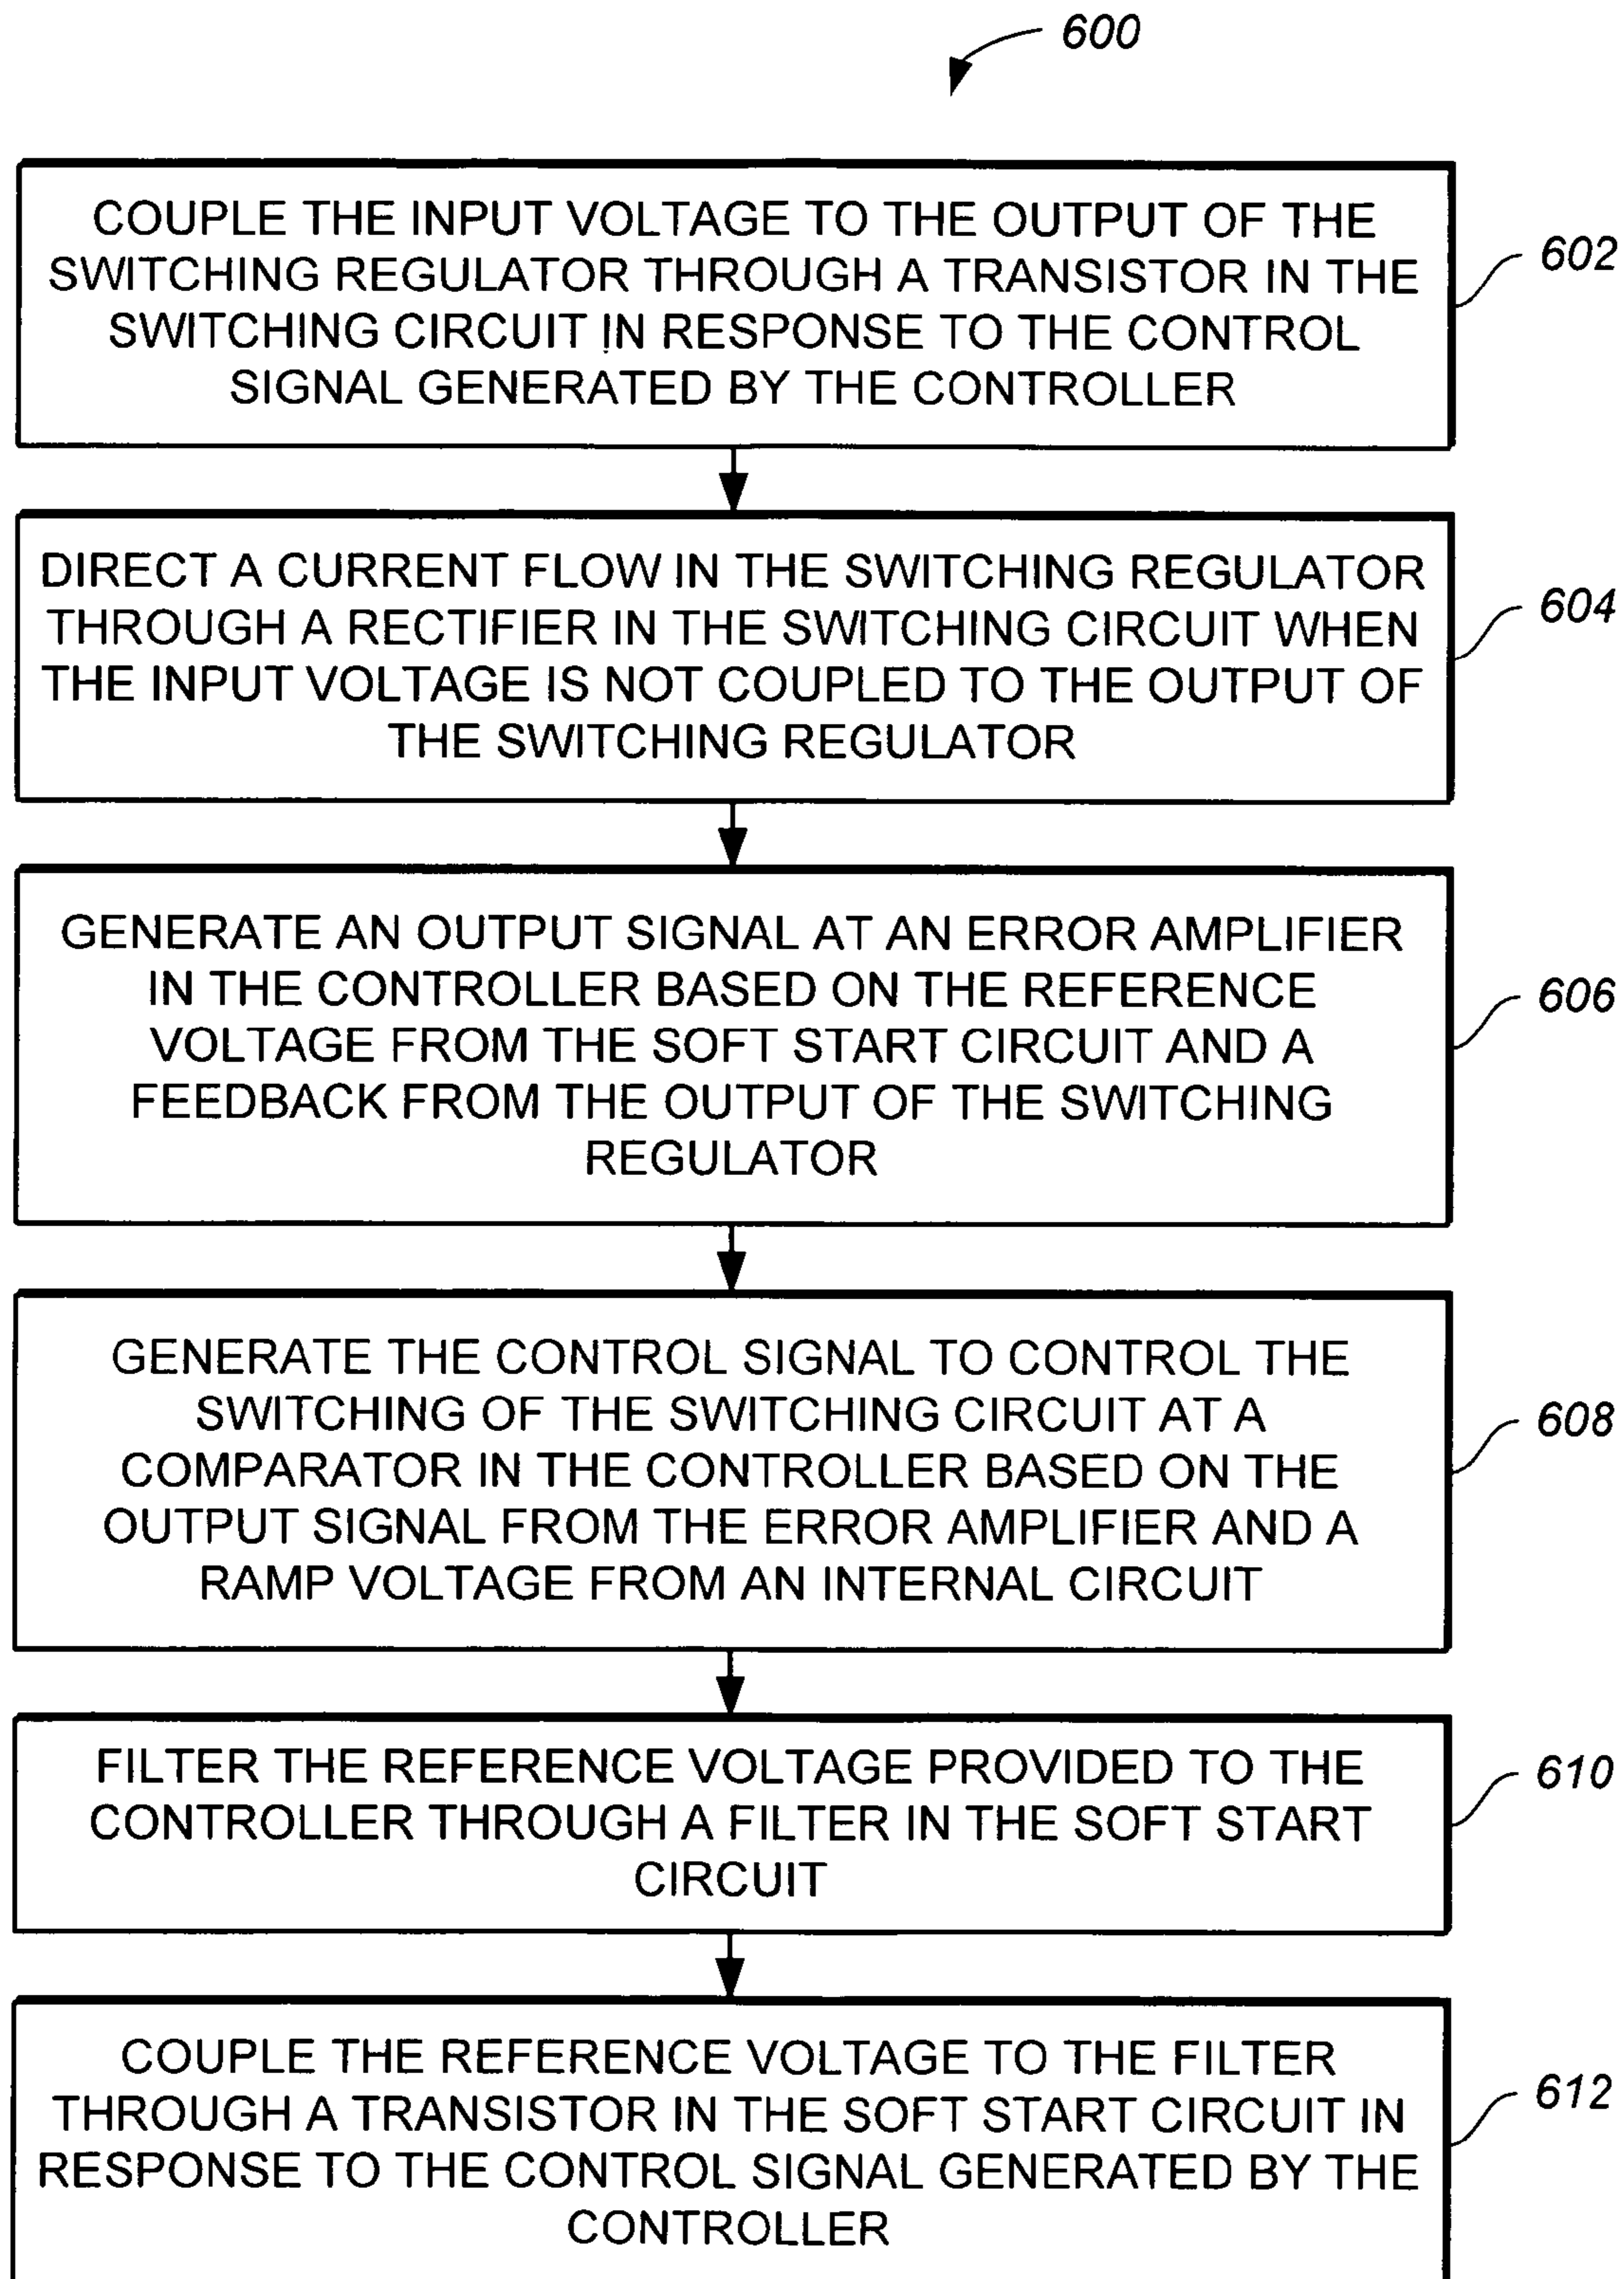 600
COUPLE THE INPUT VOLTAGE TO THE OUTPUT OF THE
SWITCHING REGULATOR THROUGH A TRANSISTOR IN THE
SWITCHING CIRCUIT IN RESPONSE TO THE CONTROL
SIGNAL GENERATED BY THE CONTROLLER
602
DIRECT A CURRENT FLOW IN THE SWITCHING REGULATOR
THROUGH A RECTIFIER IN THE SWITCHING CIRCUIT WHEN
THE INPUT VOLTAGE IS NOT COUPLED TO THE OUTPUT OF
THE SWITCHING REGULATOR
604
GENERATE AN OUTPUT SIGNAL AT AN ERROR AMPLIFIER
IN THE CONTROLLER BASED ON THE REFERENCE
VOLTAGE FROM THE SOFT START CIRCUIT AND A
FEEDBACK FROM THE OUTPUT OF THE SWITCHING
REGULATOR
606
GENERATE THE CONTROL SIGNAL TO CONTROL THE
SWITCHING OF THE SWITCHING CIRCUIT AT A
COMPARATOR IN THE CONTROLLER BASED ON THE
OUTPUT SIGNAL FROM THE ERROR AMPLIFIER AND A
RAMP VOLTAGE FROM AN INTERNAL CIRCUIT
608
FILTER THE REFERENCE VOLTAGE PROVIDED TO THE
CONTROLLER THROUGH A FILTER IN THE SOFT START
CIRCUIT
610
COUPLE THE REFERENCE VOLTAGE TO THE FILTER
THROUGH A TRANSISTOR IN THE SOFT START CIRCUIT IN
RESPONSE TO THE CONTROL SIGNAL GENERATED BY THE
CONTROLLER
612